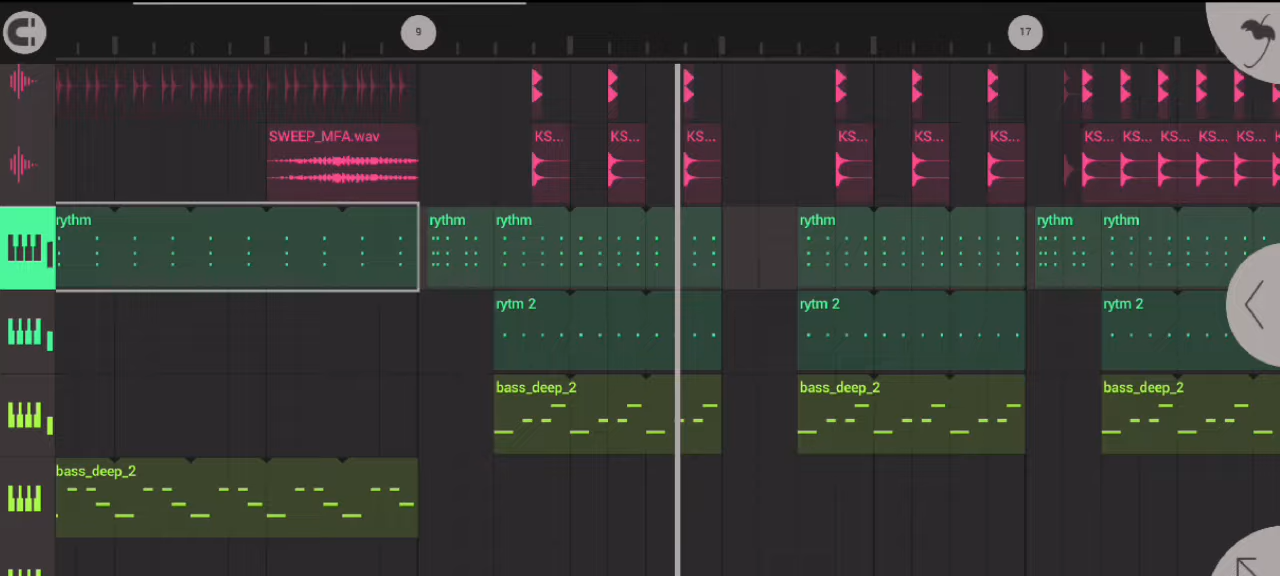 9 17
SWEEP_MFA.wav KS... KS... KS... KS... KS... KS... KS... KS... KS... KS... KS...
rythm rythm rythm rythm rythm rythm
rytm 2 rytm 2 rytm 2
bass_deep_2 bass_deep_2 bass_deep_2
bass_deep_2